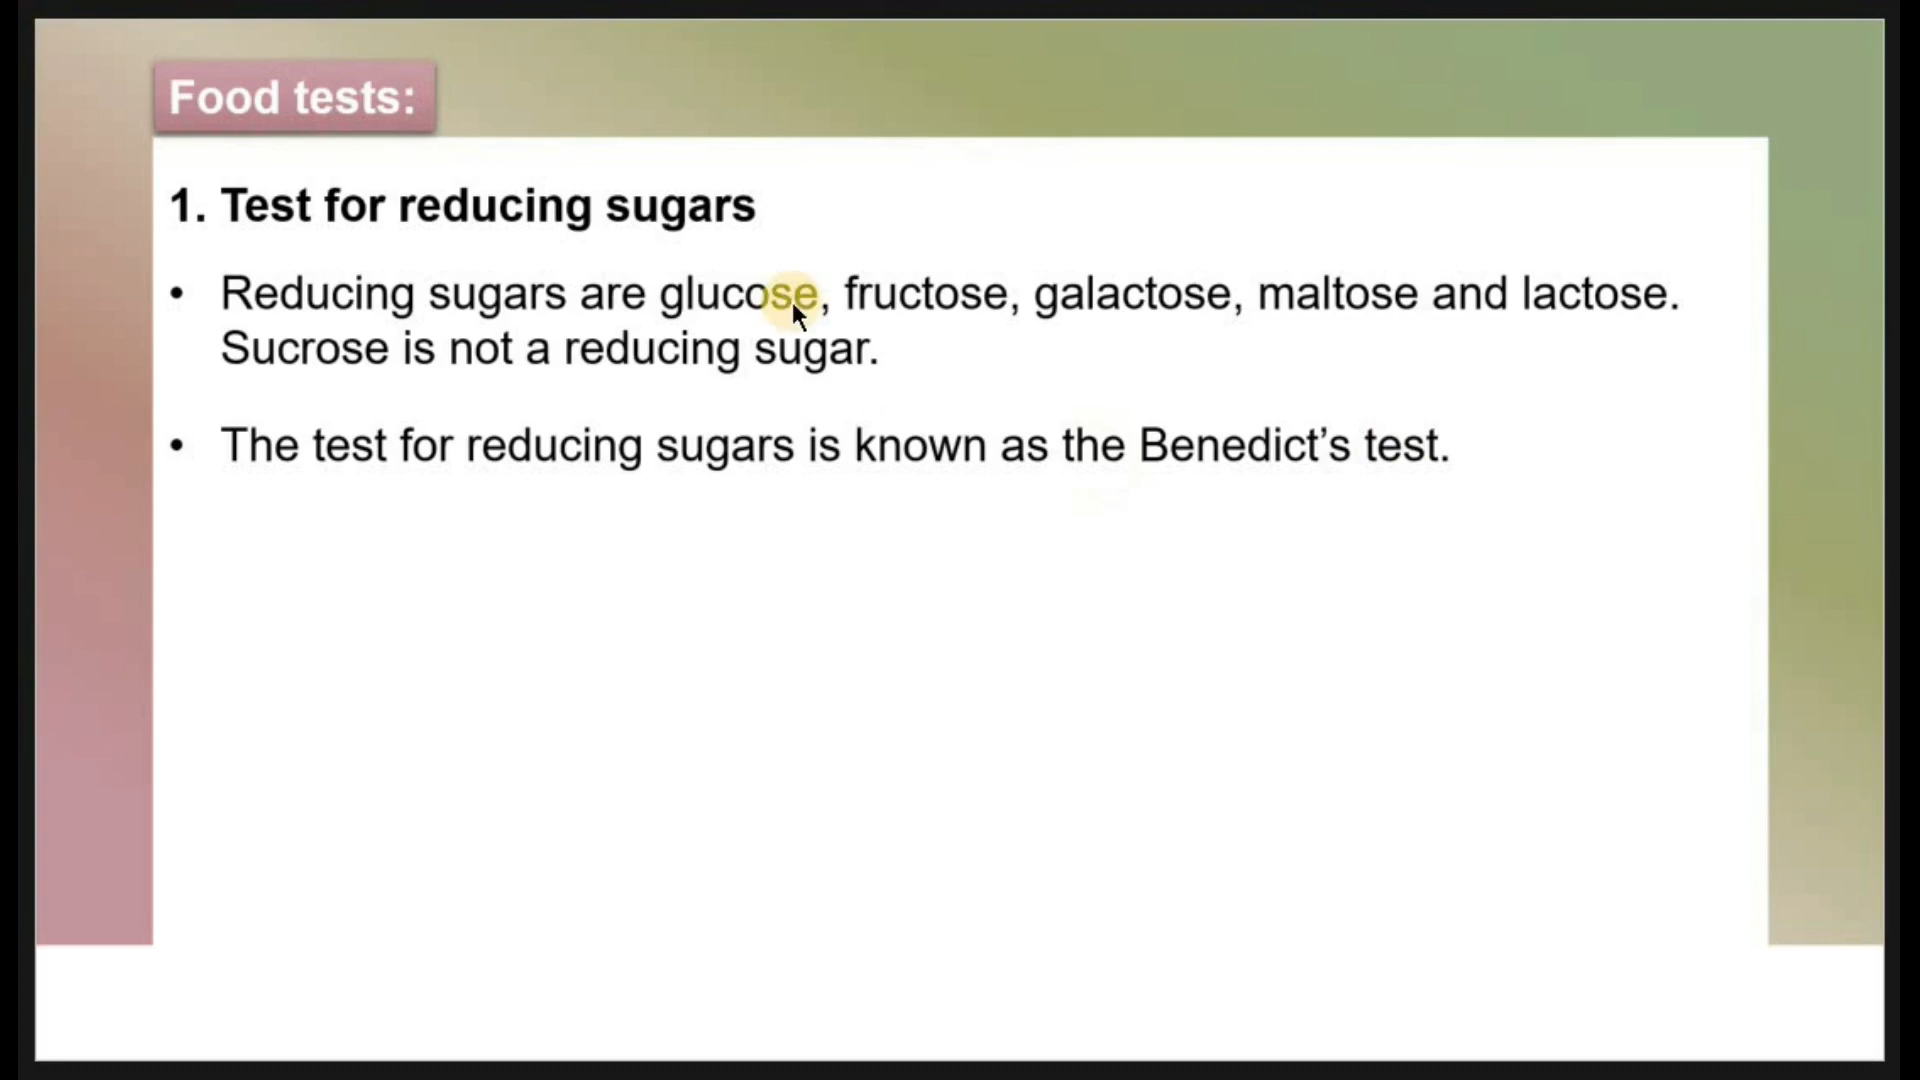 Food tests:
1. Test for reducing sugars
• Reducing sugars are glucose, fructose, galactose, maltose and lactose.
Sucrose is not a reducing sugar.
• The test for reducing sugars is known as the Benedict’s test.